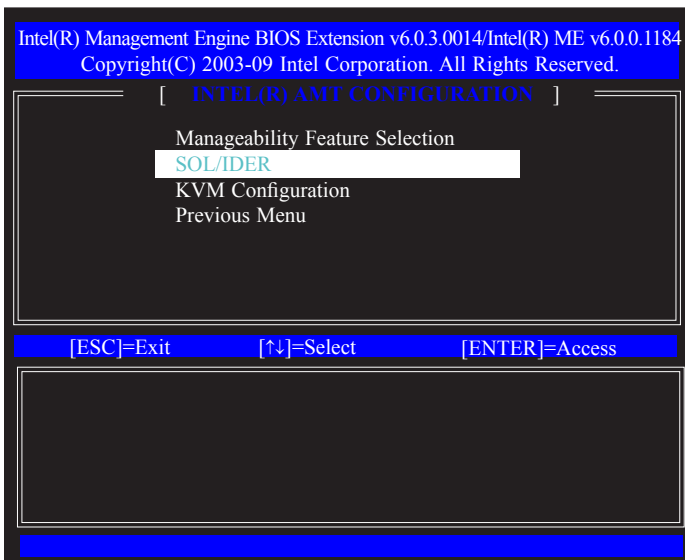 Intel(R) Management Engine BIOS Extension v6.0.3.0014/Intel(R) ME v6.0.0.1184
Copyright(C) 2003-09 Intel Corporation. All Rights Reserved.
[ INTEL(R) AMT CONFIGURATION ]
Manageability Feature Selection
SOL/IDER
KVM Configuration
Previous Menu
[ESC]=Exit [↑↓]=Select [ENTER]=Access